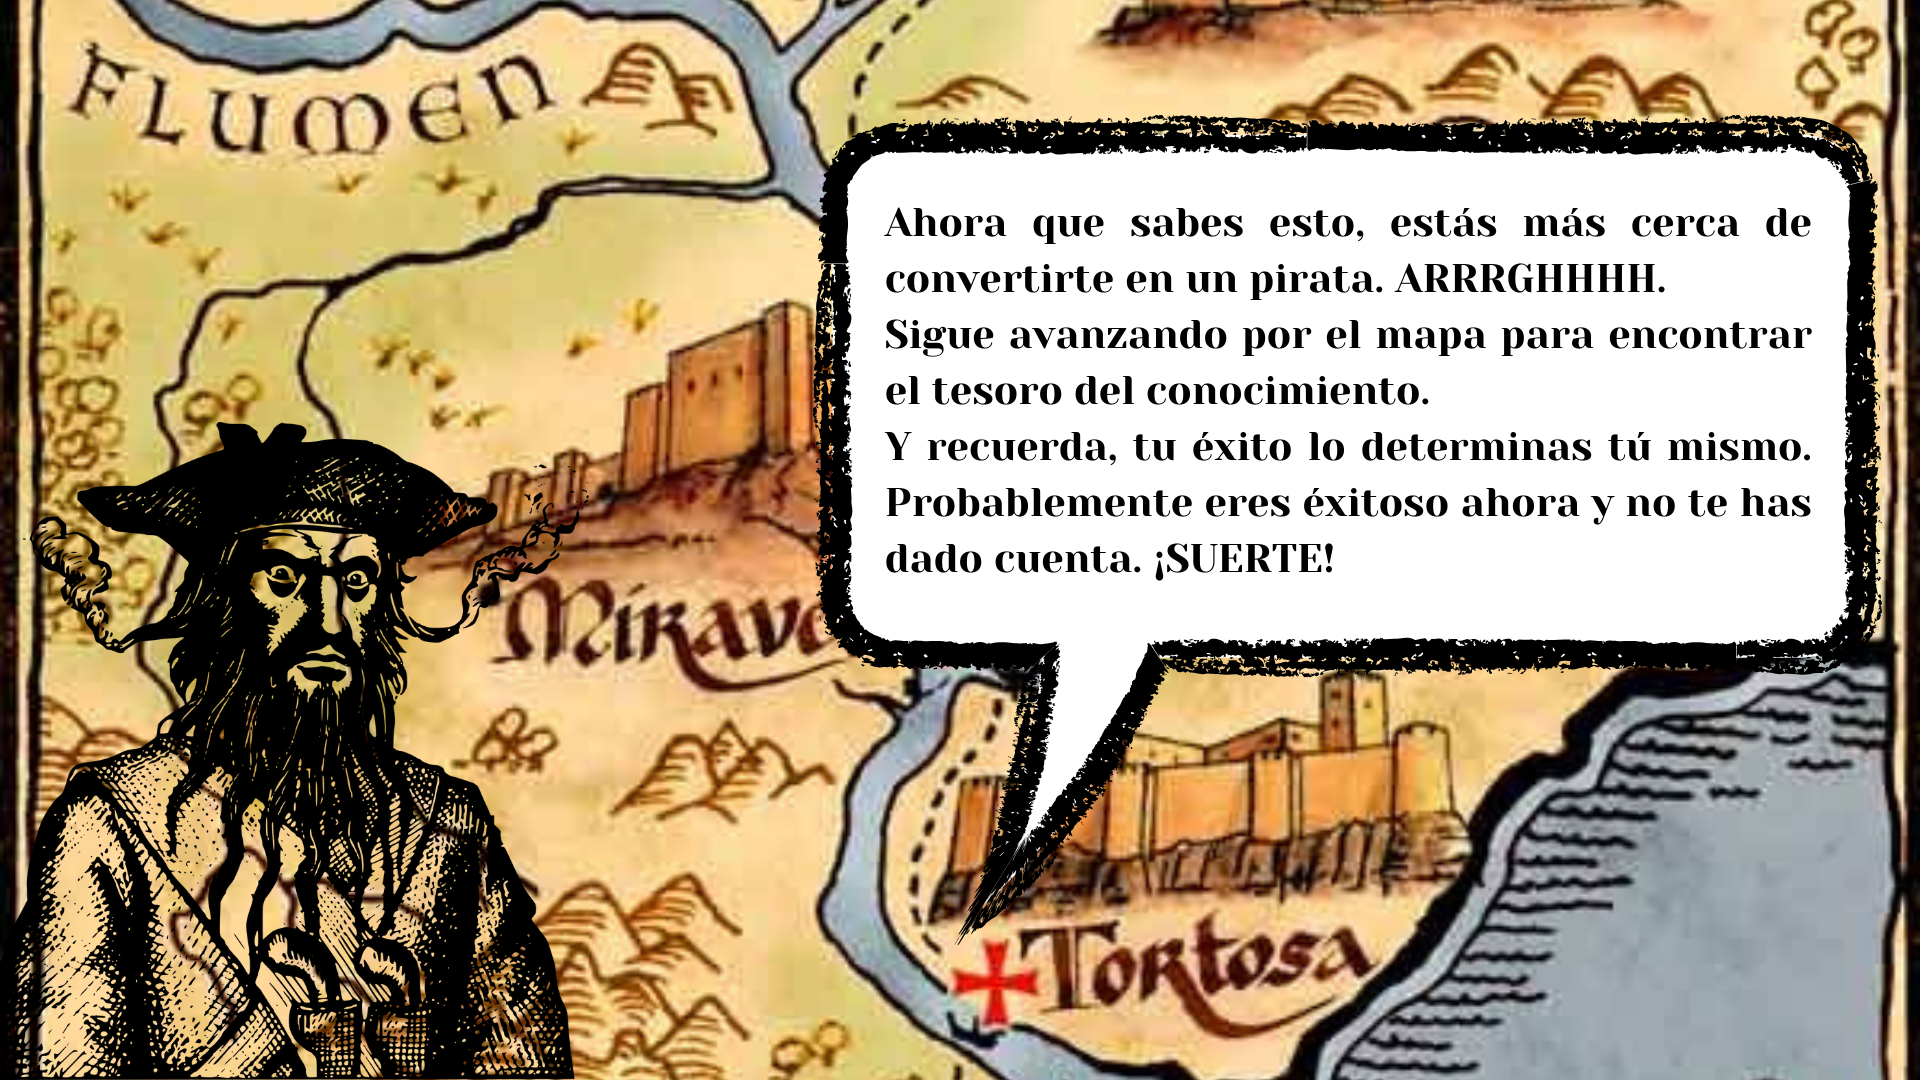 FLUMEN
Ahora que sabes esto, estás más cerca de
convertirte en un pirata. ARRRGHHHH.
Sigue avanzando por el mapa para encontrar
el tesoro del conocimiento.
Y recuerda, tu éxito lo determinas tú mismo.
Probablemente eres éxitoso ahora y no te has
dado cuenta. ¡SUERTE!
Tortosa